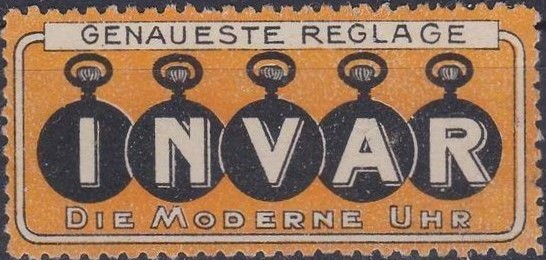 GENAUESTE REGLAGE
INVAR
DIE MODERNE UHR